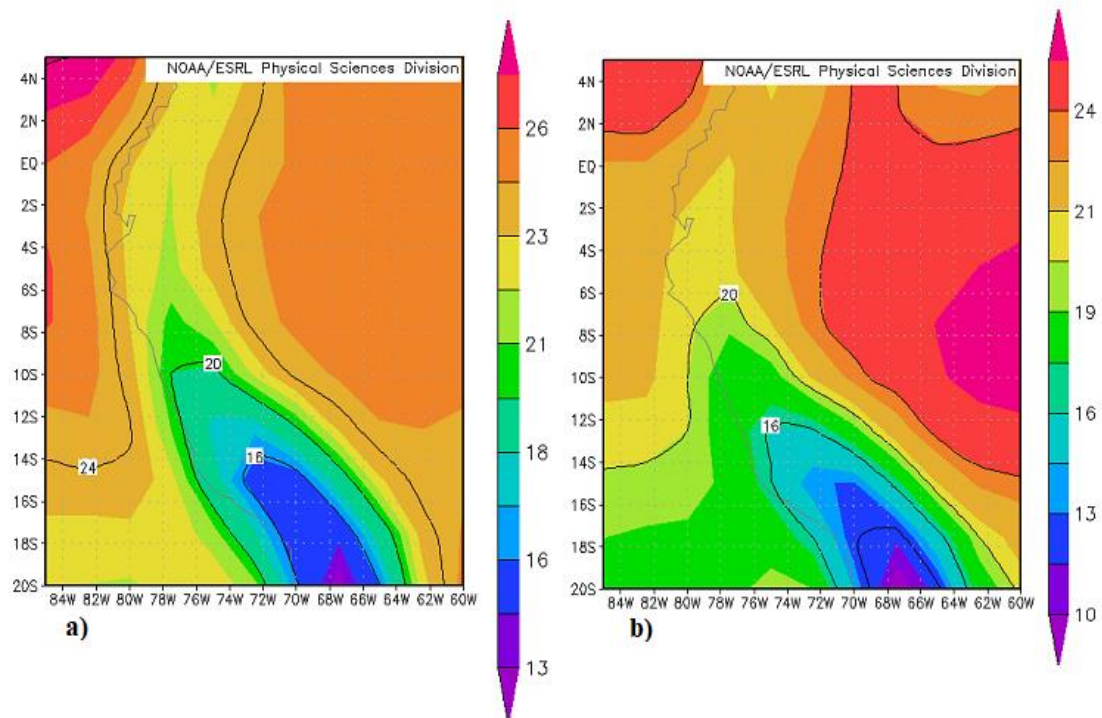 NOAA/ESRL Physical Sciences Division
4N
2N
EQ
2S
4S
6S
8S
10S
12S
14S
16S
18S
20S
84W 82W 80W 78W 76W 74W 72W 70W 68W 66W 64W 62W 60W
20
16
24
26
23
21
18
16
13
a)
NOAA/ESRL Physical Sciences Division
4N
2N
EQ
2S
4S
6S
8S
10S
12S
14S
16S
18S
20S
84W 82W 80W 78W 76W 74W 72W 70W 68W 66W 64W 62W 60W
20
16
24
21
19
16
13
10
b)